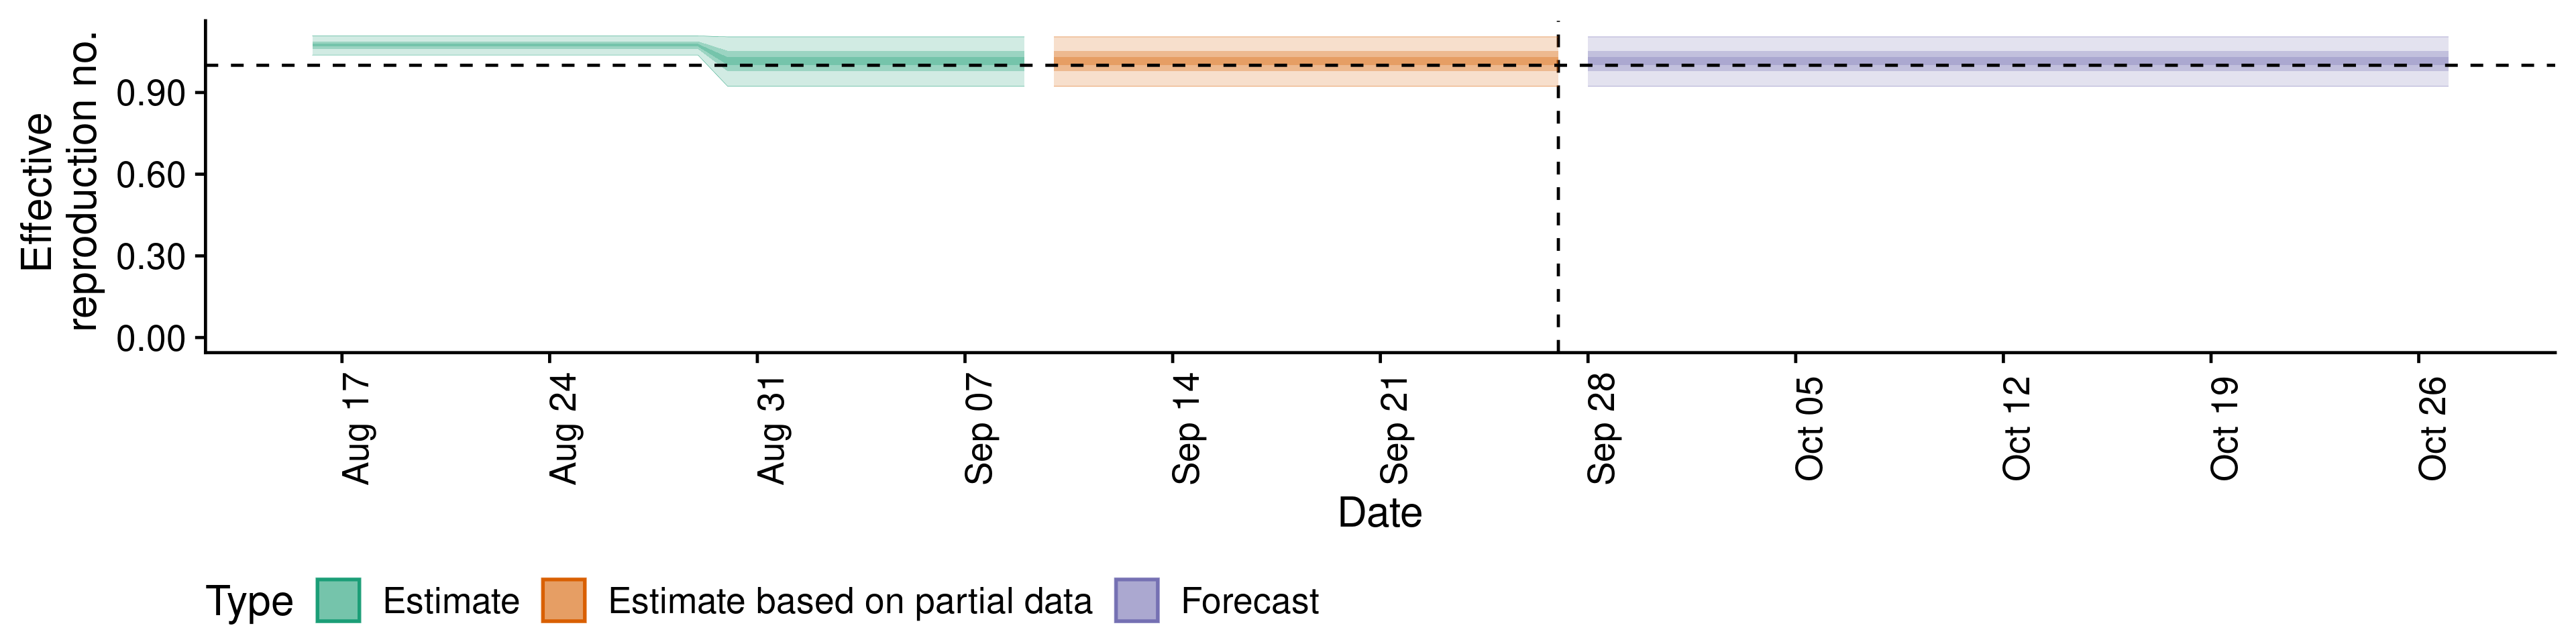 Effective
reproduction no.
0.90
0.60
0.30
0.00
Aug 17
Aug 24
Aug 31
Sep 07
Sep 14
Sep 21
Sep 28
Oct 05
Oct 12
Oct 19
Oct 26
Date
Type Estimate Estimate based on partial data Forecast